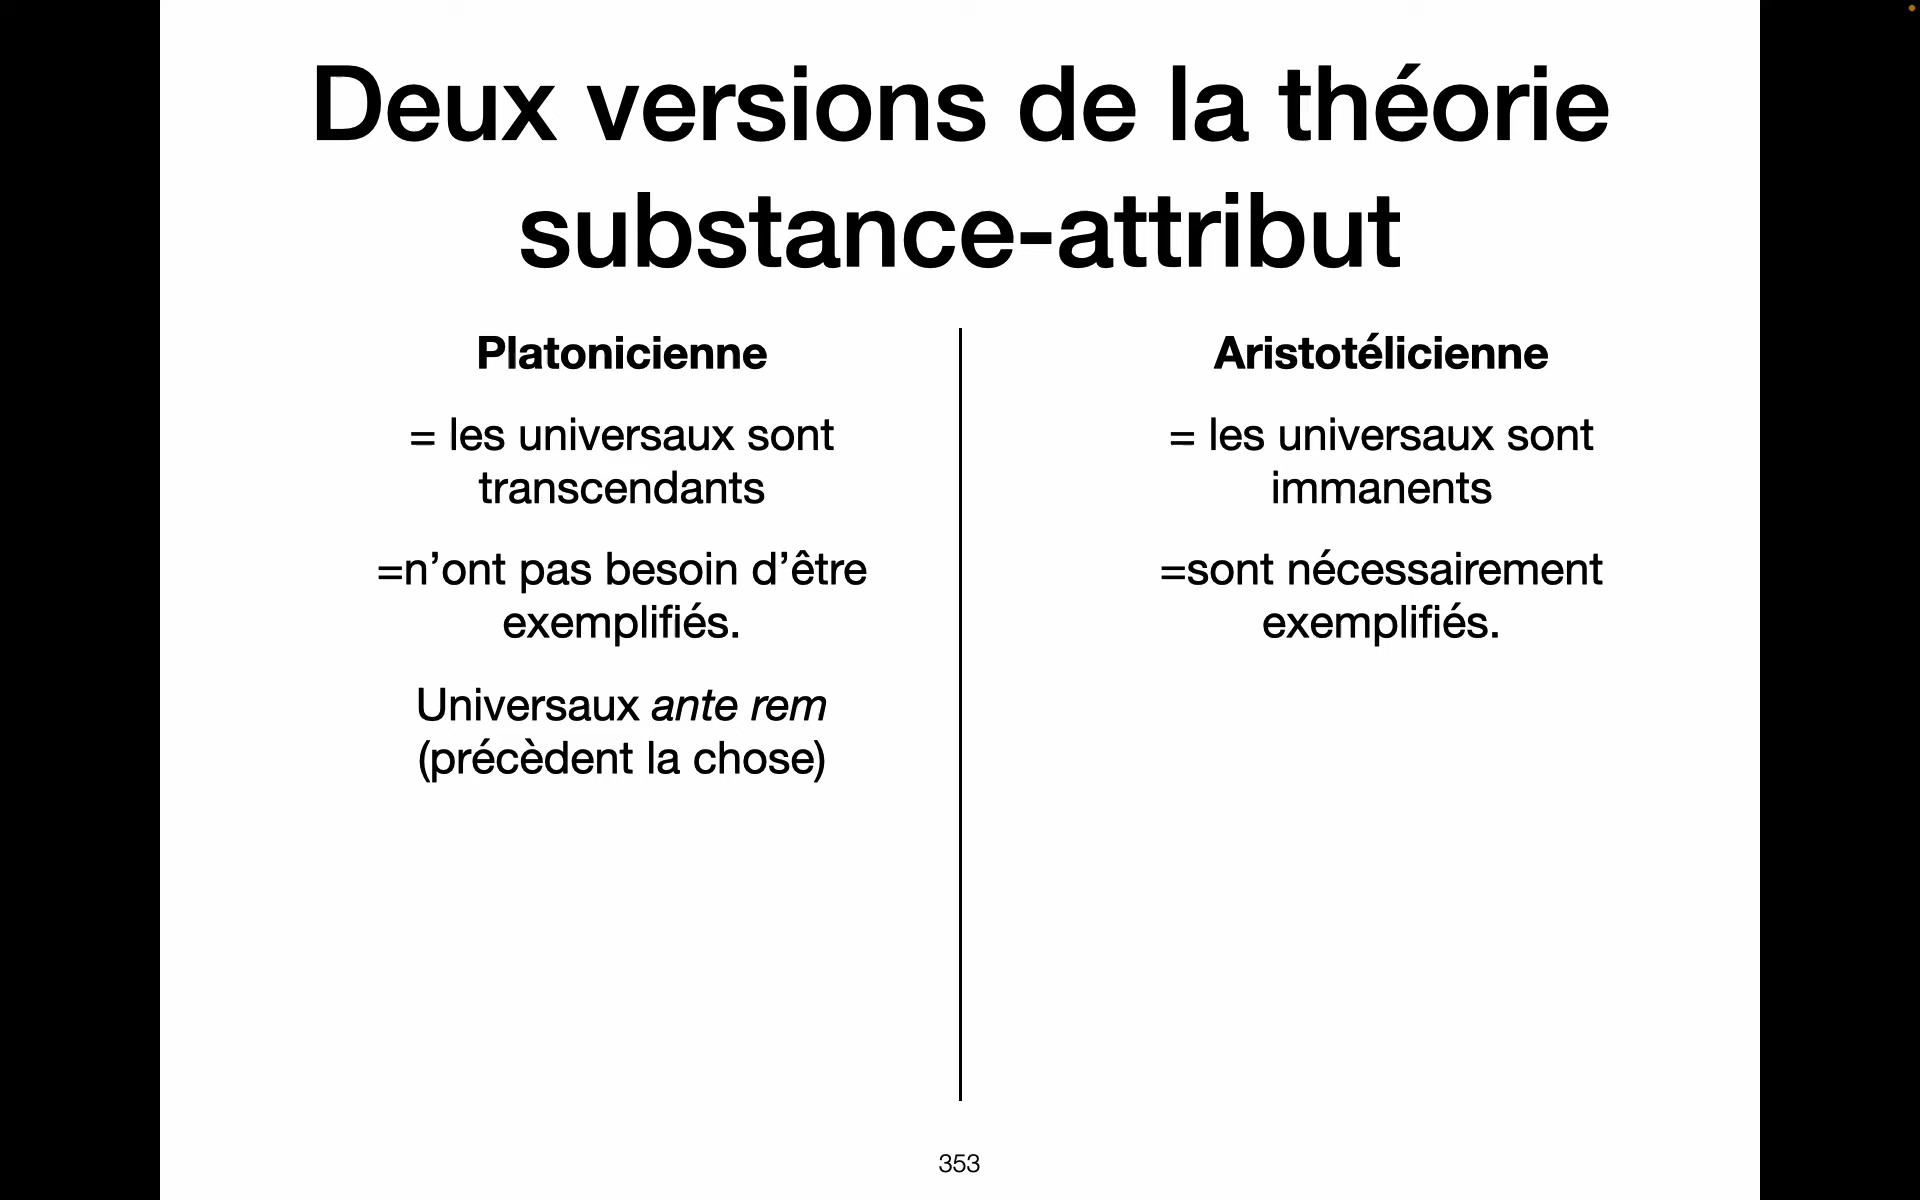 Deux versions de la théorie
substance-attribut
Platonicienne
= les universaux sont
transcendants
=n’ont pas besoin d’être
exemplifiés.
Universaux ante rem
(précèdent la chose)
Aristotélicienne
= les universaux sont
immanents
=sont nécessairement
exemplifiés.
353